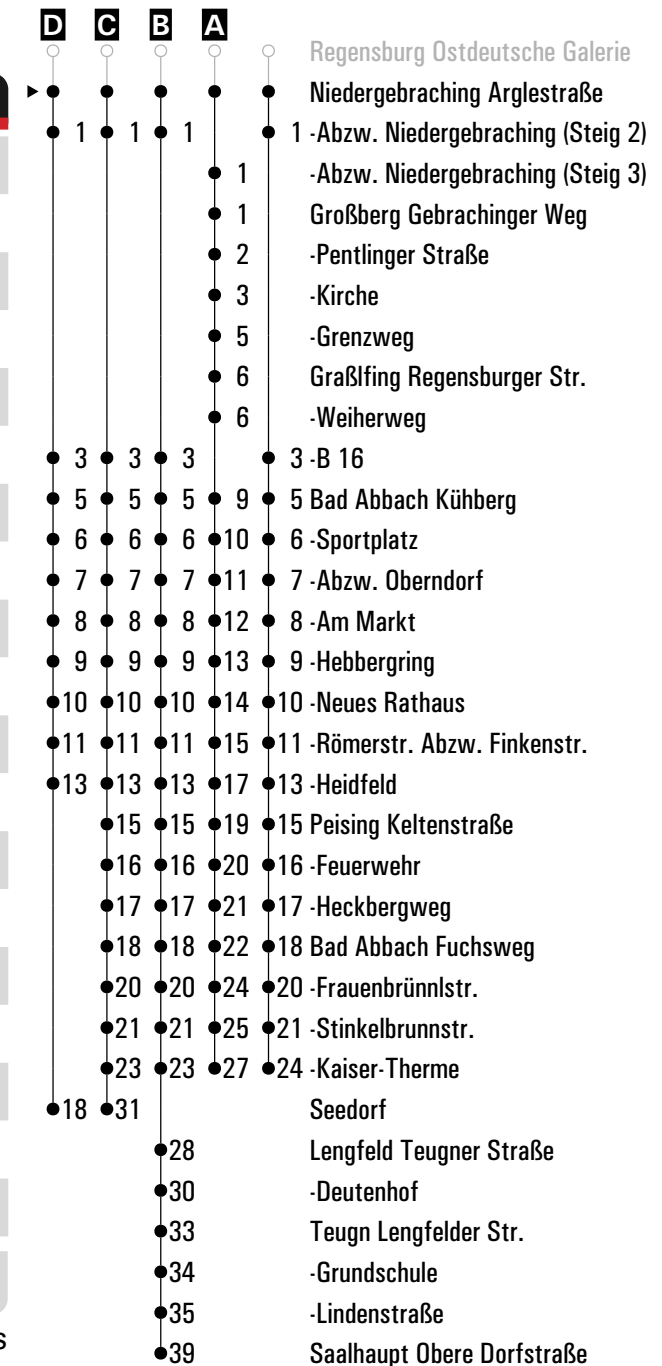 D C B A
Regensburg Ostdeutsche Galerie
Niedergebraching Arglestraße
1 1 1 1 -Abzw. Niedergebraching (Steig 2)
1 -Abzw. Niedergebraching (Steig 3)
1 Großberg Gebrachinger Weg
2 -Pentlinger Straße
3 -Kirche
5 -Grenzweg
6 Graßlfing Regensburger Str.
6 -Weiherweg
3 3 3 3 -B 16
5 5 5 9 5 Bad Abbach Kühberg
6 6 6 10 6 -Sportplatz
7 7 7 11 7 -Abzw. Oberndorf
8 8 8 12 8 -Am Markt
9 9 9 13 9 -Hebbergring
10 10 10 14 10 -Neues Rathaus
11 11 11 15 11 -Römerstr. Abzw. Finkenstr.
13 13 13 17 13 -Heidfeld
15 15 19 15 Peising Keltenstraße
16 16 20 16 -Feuerwehr
17 17 21 17 -Heckbergweg
18 18 22 18 Bad Abbach Fuchsweg
20 20 24 20 -Frauenbrünnlstr.
21 21 25 21 -Stinkelbrunnstr.
23 23 27 24 -Kaiser-Therme
18 31 Seedorf
28 Lengfeld Teugner Straße
30 -Deutenhof
33 Teugn Lengfelder Str.
34 -Grundschule
35 -Lindenstraße
s
39 Saalhaupt Obere Dorfstraße